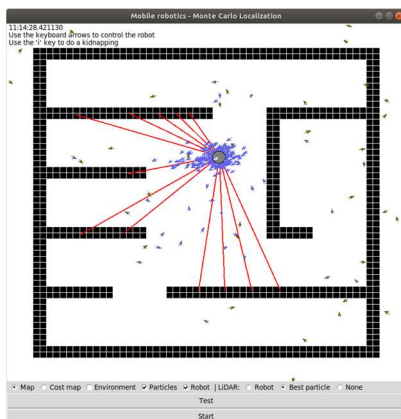 Mobile robotics - Monte Carlo Localization
11:14:28.421130
Use the keyboard arrows to control the robot
Use the 'i' key to do a kidnapping
Map Cost map Environment Particles Robot | LiDAR: Robot Best particle None
Test
Start